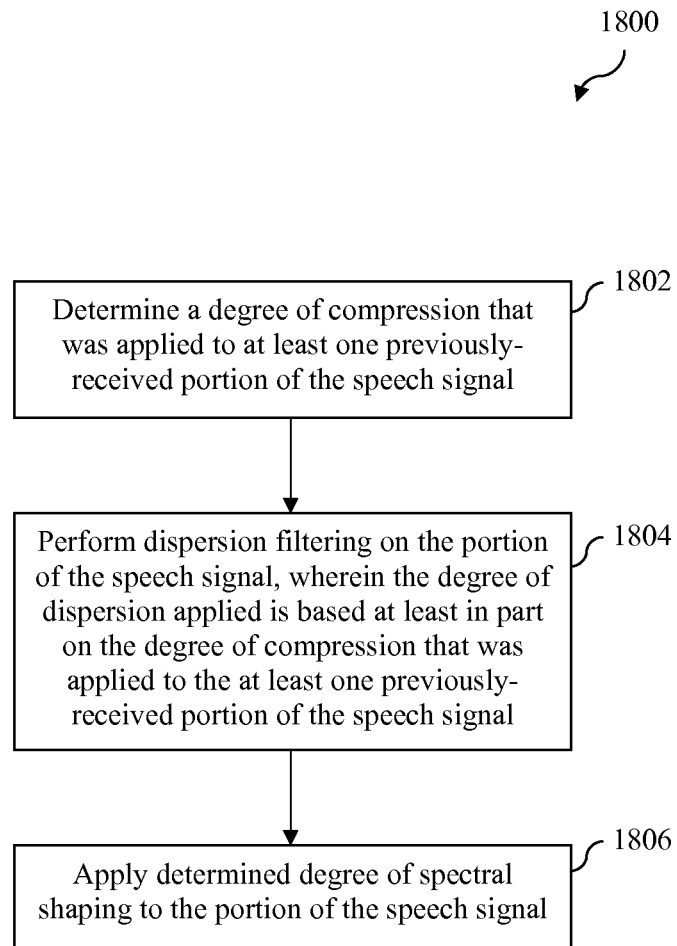 1800
1802
Determine a degree of compression that
was applied to at least one previously-
received portion of the speech signal
1804
Perform dispersion filtering on the portion
of the speech signal, wherein the degree of
dispersion applied is based at least in part
on the degree of compression that was
applied to the at least one previously-
received portion of the speech signal
1806
Apply determined degree of spectral
shaping to the portion of the speech signal